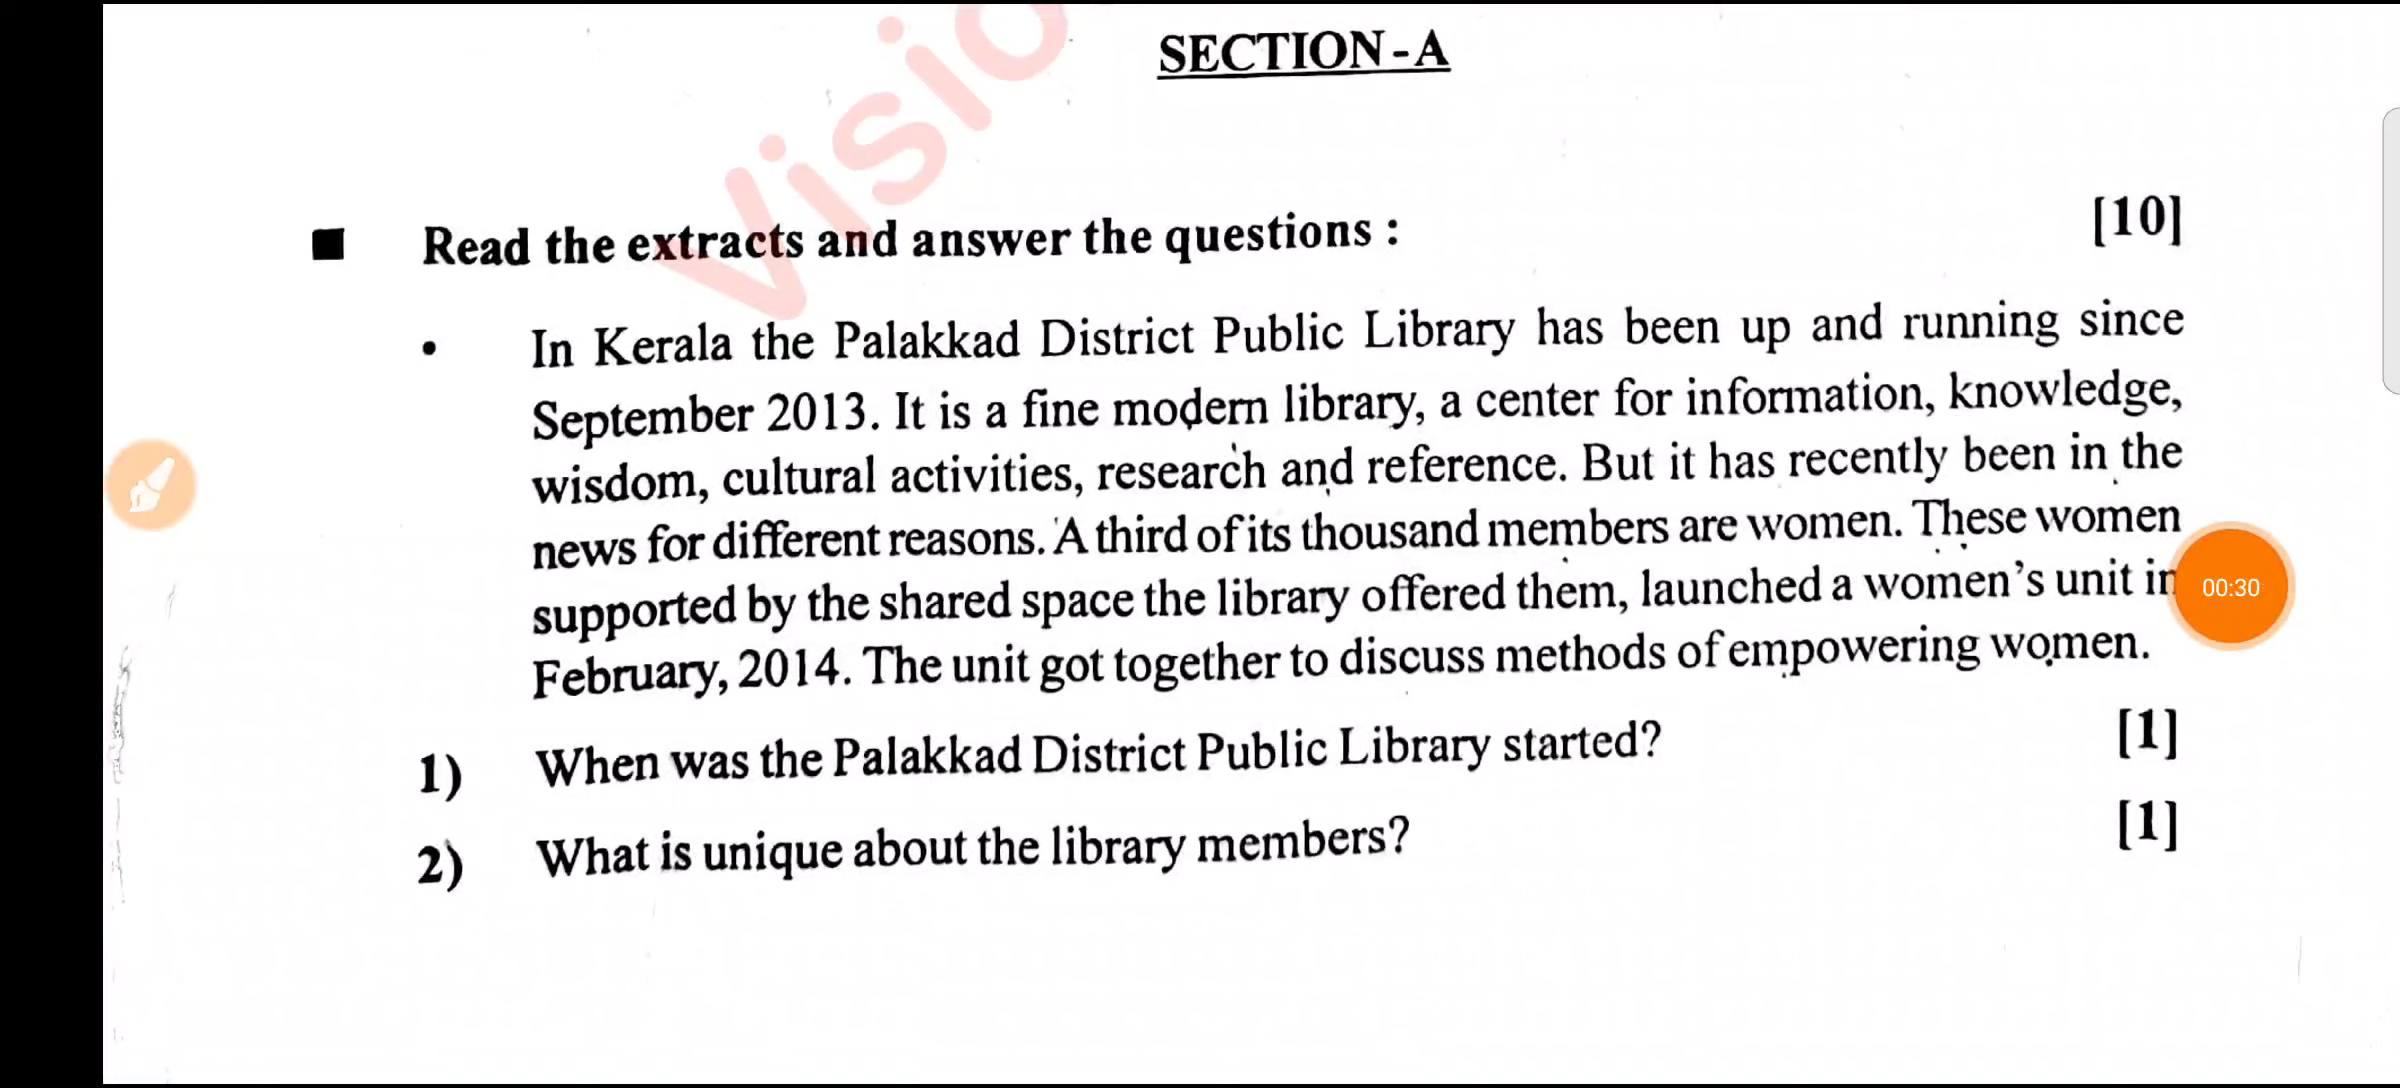 Visio
SECTION-A
■ Read the extracts and answer the questions : [10]
• In Kerala the Palakkad District Public Library has been up and running since
September 2013. It is a fine modern library, a center for information, knowledge,
wisdom, cultural activities, research and reference. But it has recently been in the
news for different reasons. A third of its thousand members are women. These women
supported by the shared space the library offered them, launched a women's unit in
February, 2014. The unit got together to discuss methods of empowering women.
00:30
1) When was the Palakkad District Public Library started? [1]
2) What is unique about the library members? [1]